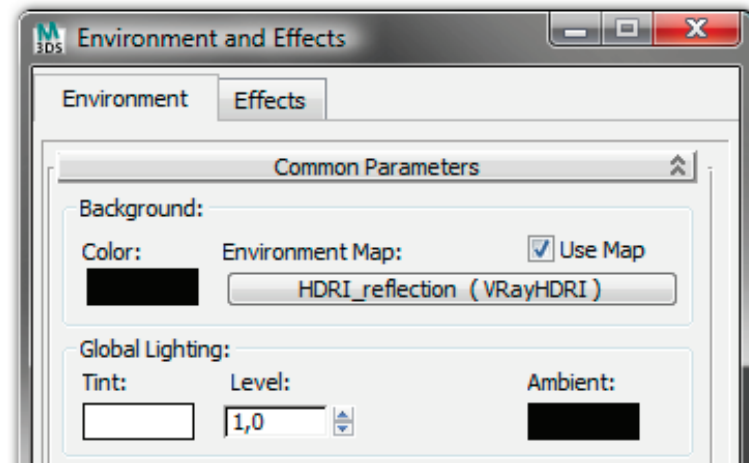 M
3DS
Environment and Effects
Environment
Effects
Common Parameters
Background:
Color:
Environment Map:
Use Map
HDRI_reflection ( VRayHDRI )
Global Lighting:
Tint:
Level:
Ambient:
1,0